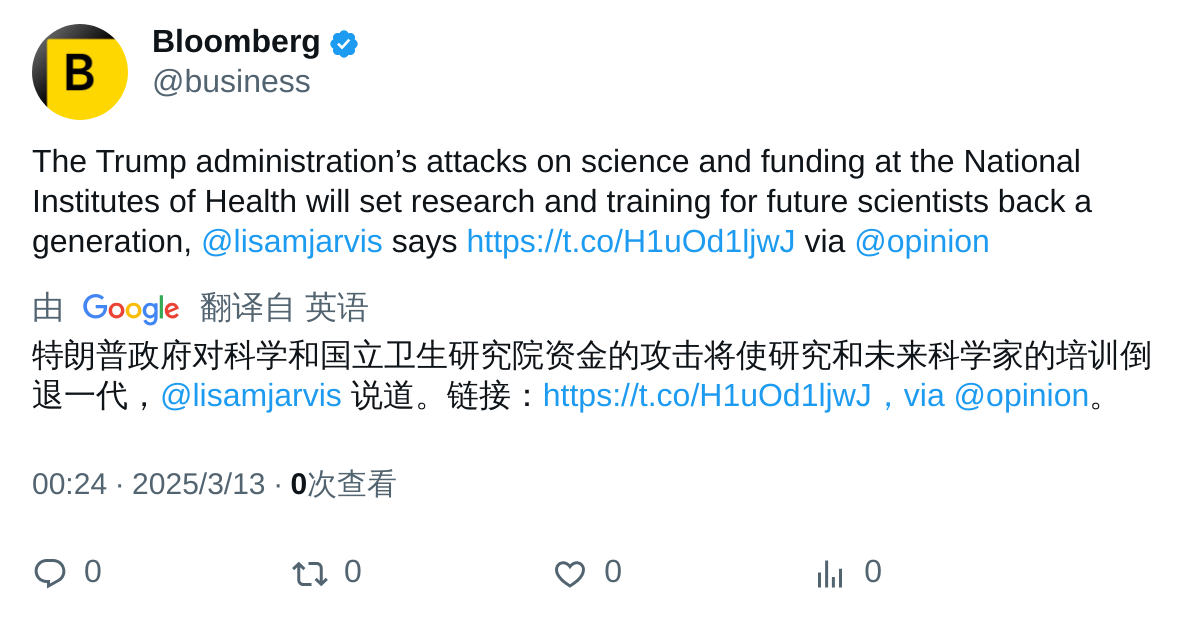 B
Bloomberg
@business
The Trump administration’s attacks on science and funding at the National
Institutes of Health will set research and training for future scientists back a
generation, @lisamjarvis says https://t.co/H1uOd1ljwJ via @opinion
由 Google 翻译自 英语
特朗普政府对科学和国立卫生研究院资金的攻击将使研究和未来科学家的培训倒
退一代，@lisamjarvis 说道。链接：https://t.co/H1uOd1ljwJ，via @opinion。
00:24 · 2025/3/13 · 0次查看
0 0 0 0